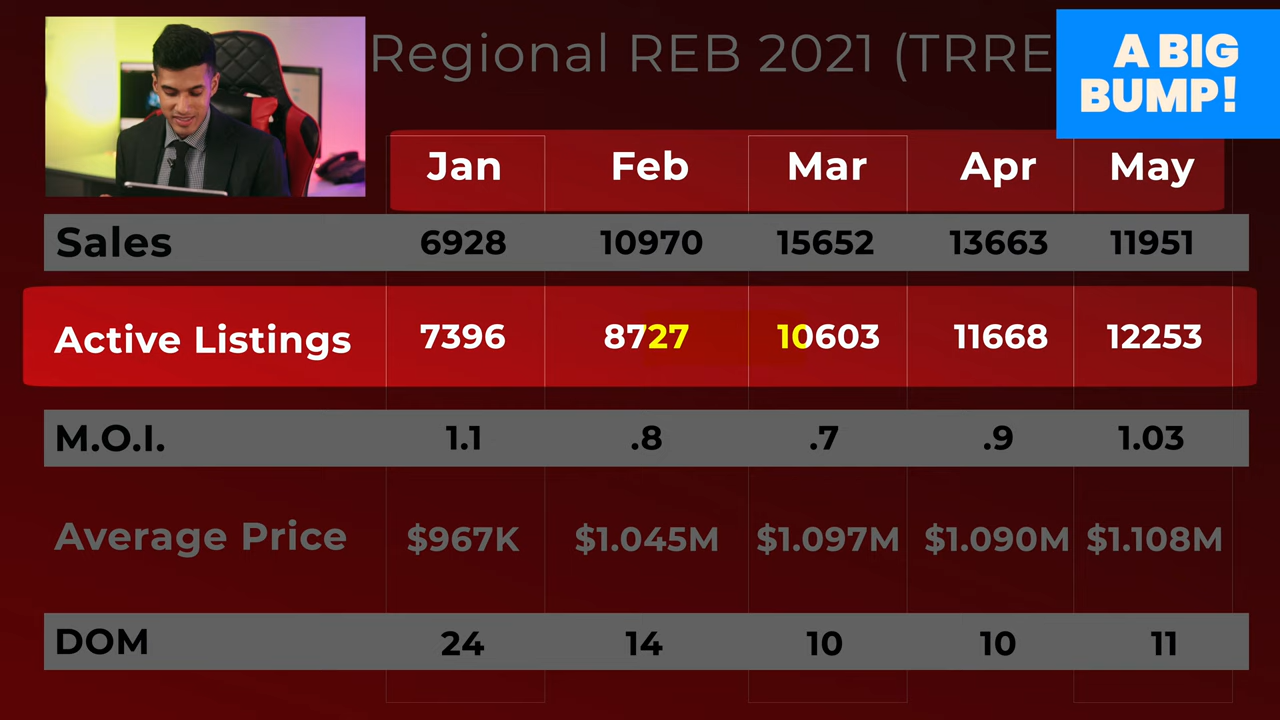 Regional REB 2021 (TRRE
A BIG
BUMP!
Jan Feb Mar Apr May
Sales 6928 10970 15652 13663 11951
Active Listings 7396 8727 10603 11668 12253
M.O.I. 1.1 .8 .7 .9 1.03
Average Price $967K $1.045M $1.097M $1.090M $1.108M
DOM 24 14 10 10 11